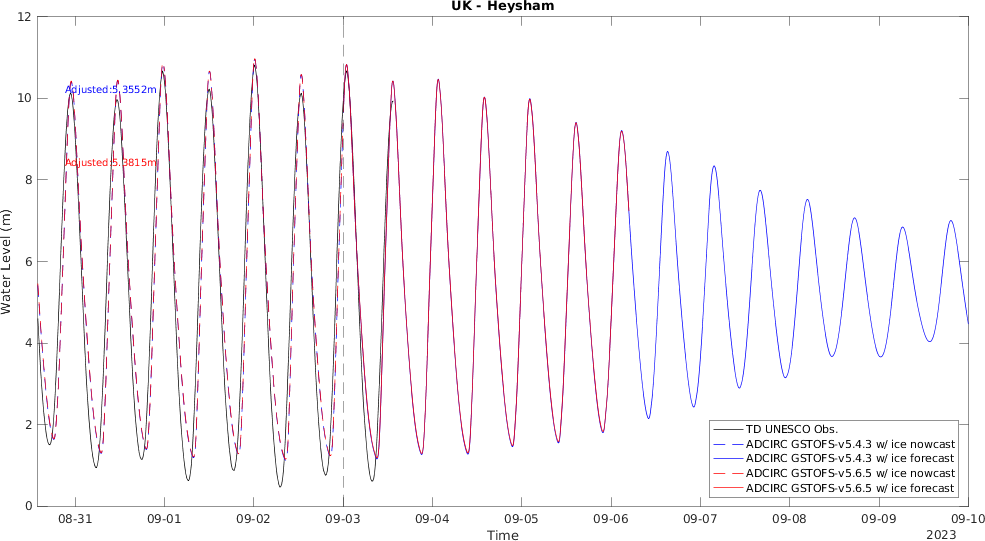 UK - Heysham
12
10
8
6
4
2
0
Water Level (m)
Adjusted:5.3552m
Adjusted:5.3815m
TD UNESCO Obs.
ADCIRC GSTOFS-v5.4.3 w/ ice nowcast
ADCIRC GSTOFS-v5.4.3 w/ ice forecast
ADCIRC GSTOFS-v5.6.5 w/ ice nowcast
ADCIRC GSTOFS-v5.6.5 w/ ice forecast
08-31 09-01 09-02 09-03 09-04 09-05 09-06 09-07 09-08 09-09 09-10
Time
2023